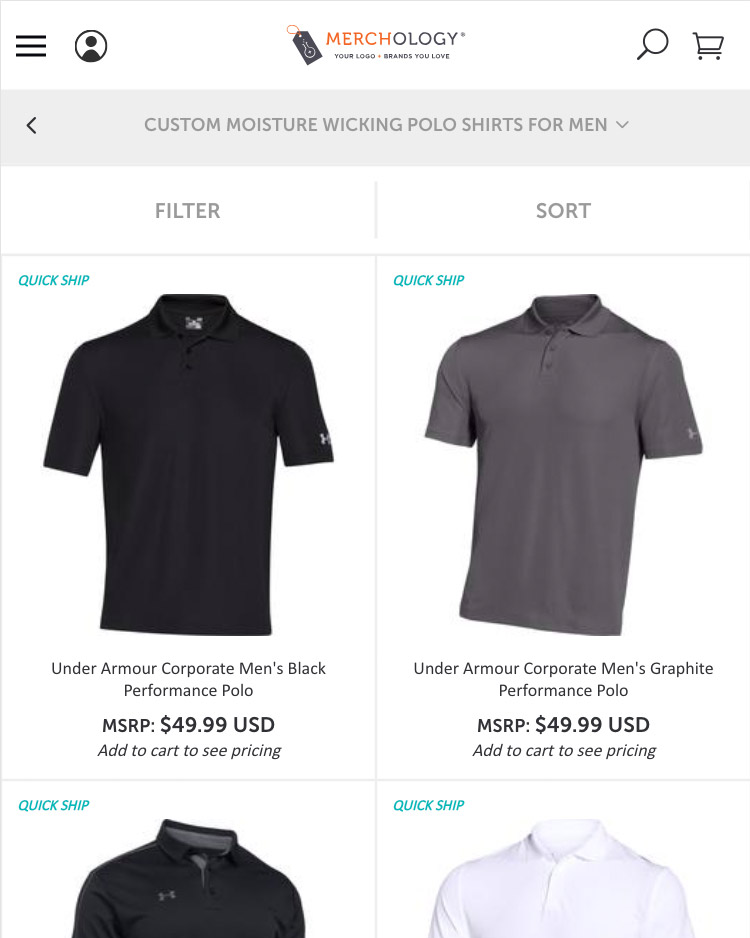 MERCHOLOGY®
YOUR LOGO + BRANDS YOU LOVE
CUSTOM MOISTURE WICKING POLO SHIRTS FOR MEN
FILTER
SORT
QUICK SHIP
QUICK SHIP
Under Armour Corporate Men's Black
Performance Polo
MSRP: $49.99 USD
Add to cart to see pricing
Under Armour Corporate Men's Graphite
Performance Polo
MSRP: $49.99 USD
Add to cart to see pricing
QUICK SHIP
QUICK SHIP